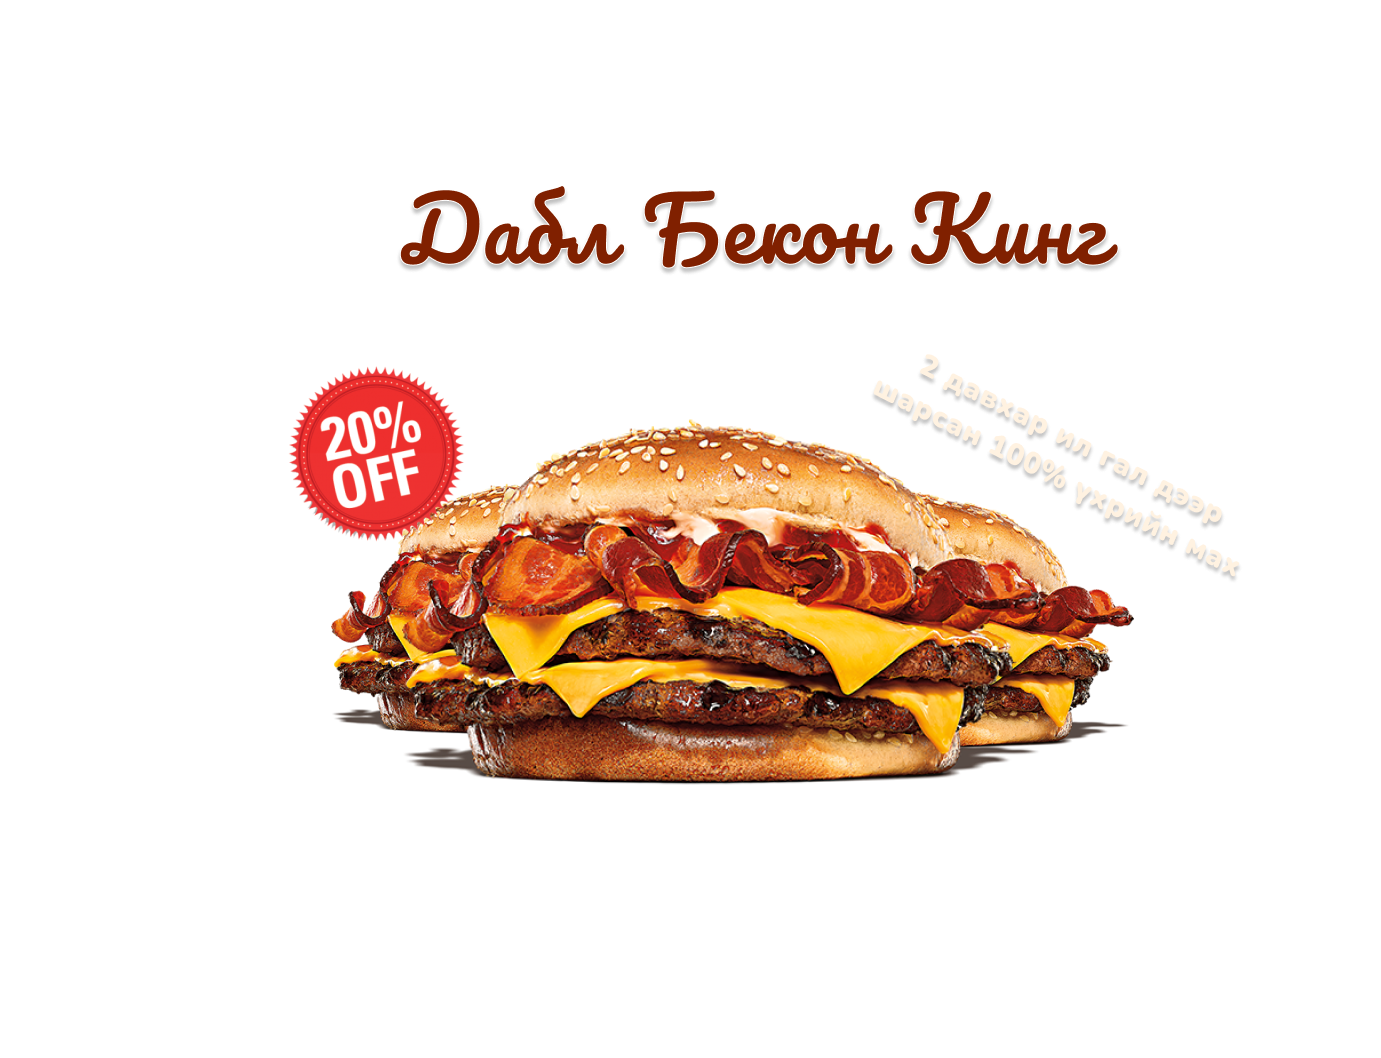 Дабл Бекон Кинг
20%
OFF
2 давхар ил гал дээр
шарсан 100% үхрийн мах